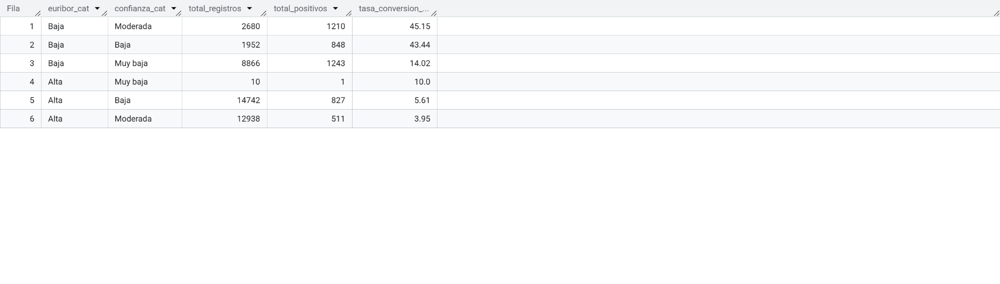 Fila euribor_cat confianza_cat total_registros total_positivos tasa_conversion_...
1 Baja Moderada 2680 1210 45.15
2 Baja Baja 1952 848 43.44
3 Baja Muy baja 8866 1243 14.02
4 Alta Muy baja 10 1 10.0
5 Alta Baja 14742 827 5.61
6 Alta Moderada 12938 511 3.95